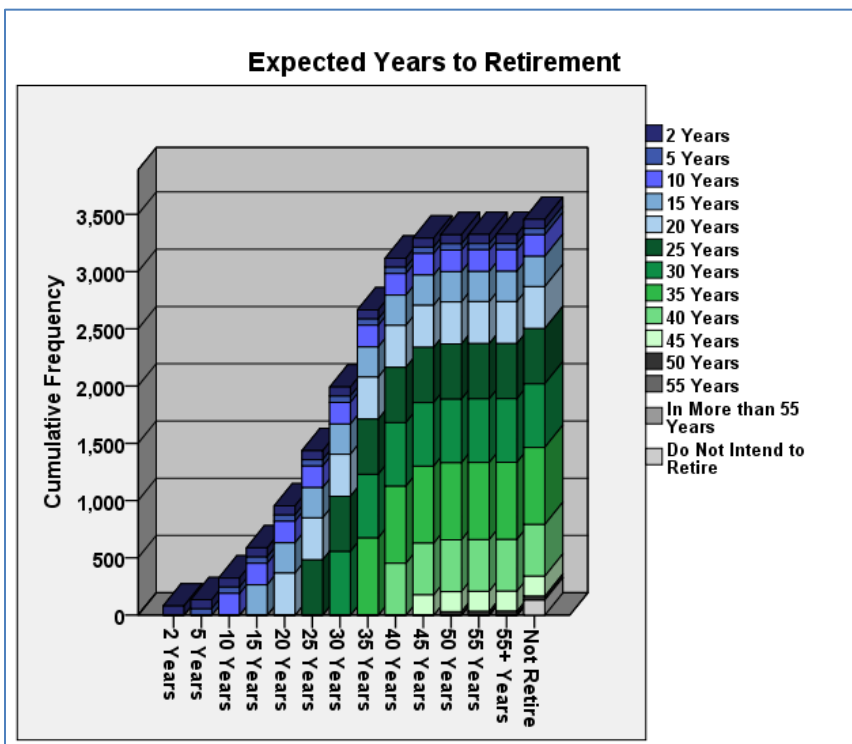 Expected Years to Retirement
Cumulative Frequency
3,500
3,000
2,500
2,000
1,500
1,000
500
0
2 Years
5 Years
10 Years
15 Years
20 Years
25 Years
30 Years
35 Years
40 Years
45 Years
50 Years
55 Years
55+ Years
Not Retire
2 Years
5 Years
10 Years
15 Years
20 Years
25 Years
30 Years
35 Years
40 Years
45 Years
50 Years
55 Years
In More than 55
Years
Do Not Intend to
Retire